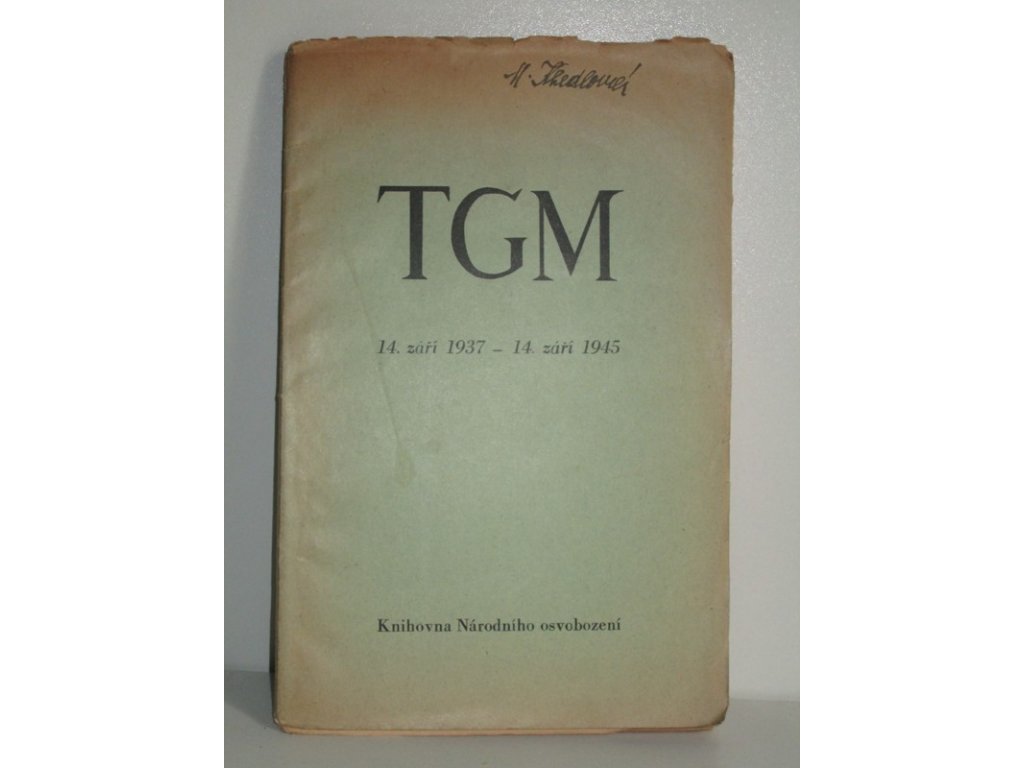 TGM
14. září 1937 – 14. září 1945
Knihovna Národního osvobození